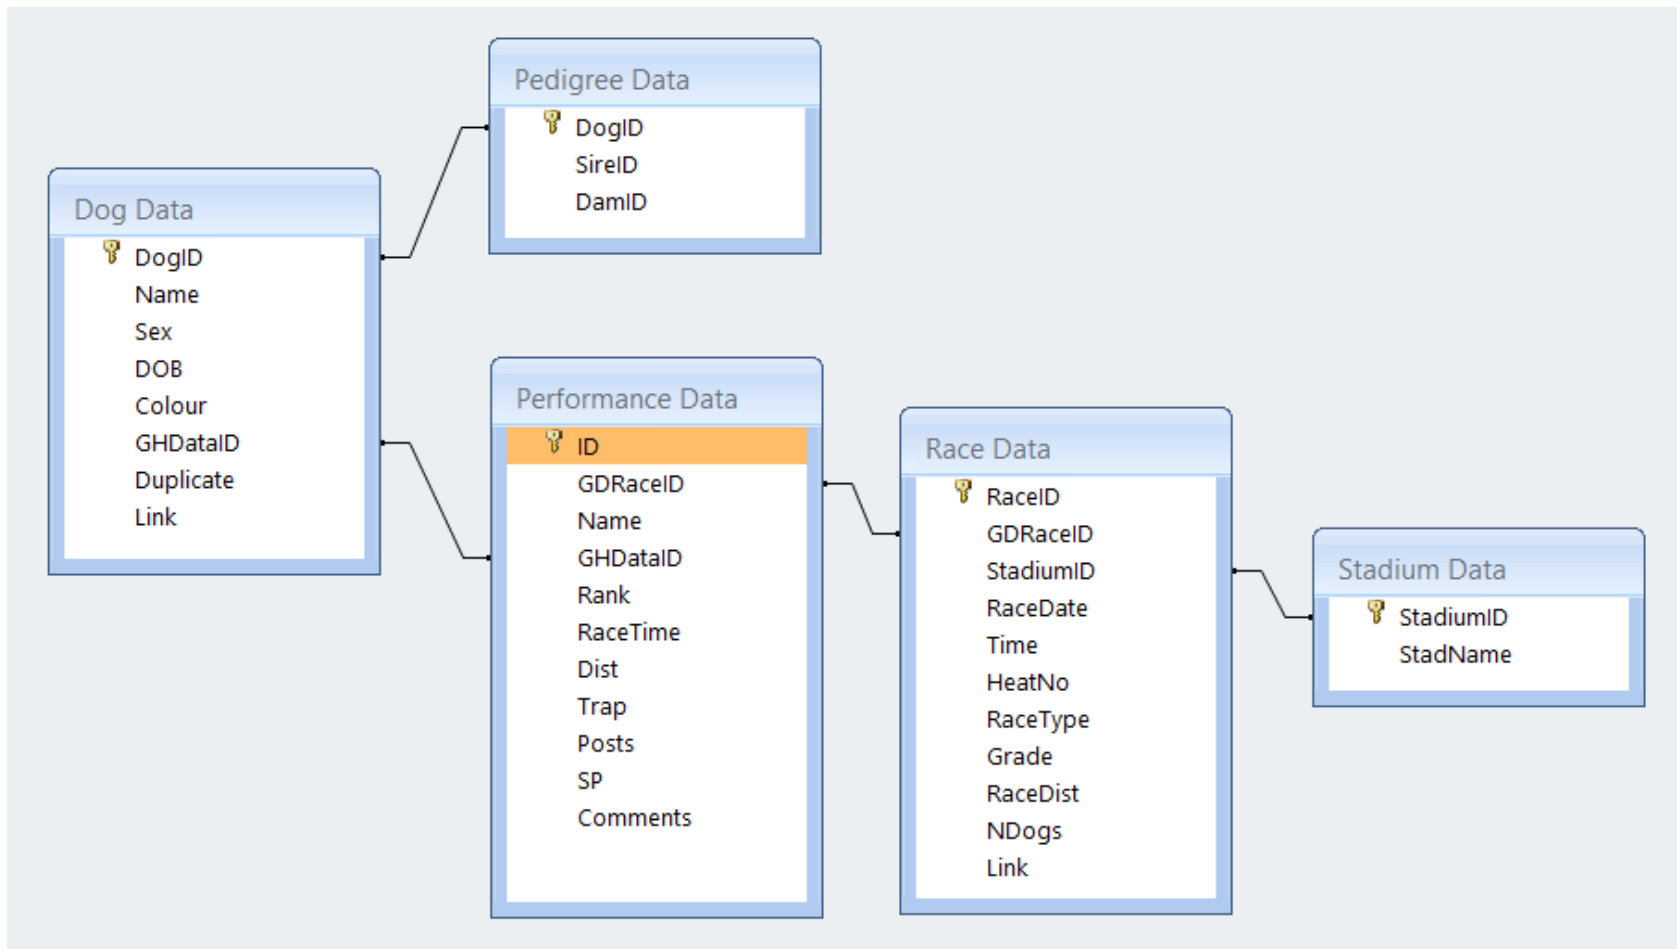 Pedigree Data
DogID
SireID
DamID
Dog Data
DogID
Name
Sex
DOB
Colour
GHDataID
Duplicate
Link
Performance Data
ID
GDRaceID
Name
GHDataID
Rank
RaceTime
Dist
Trap
Posts
SP
Comments
Race Data
RaceID
GDRaceID
StadiumID
RaceDate
Time
HeatNo
RaceType
Grade
RaceDist
NDogs
Link
Stadium Data
StadiumID
StadName